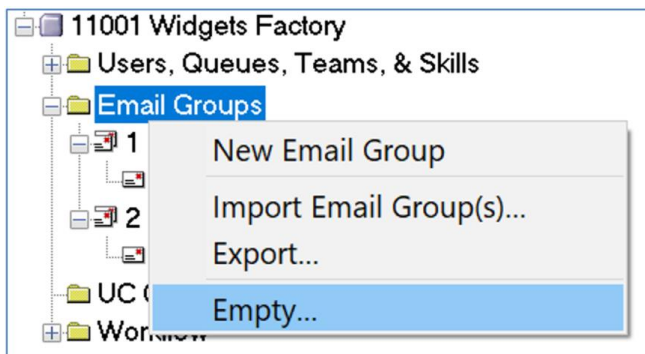 11001 Widgets Factory
Users, Queues, Teams, & Skills
Email Groups
1
New Email Group
2
Import Email Group(s)...
Export...
UC
Empty...